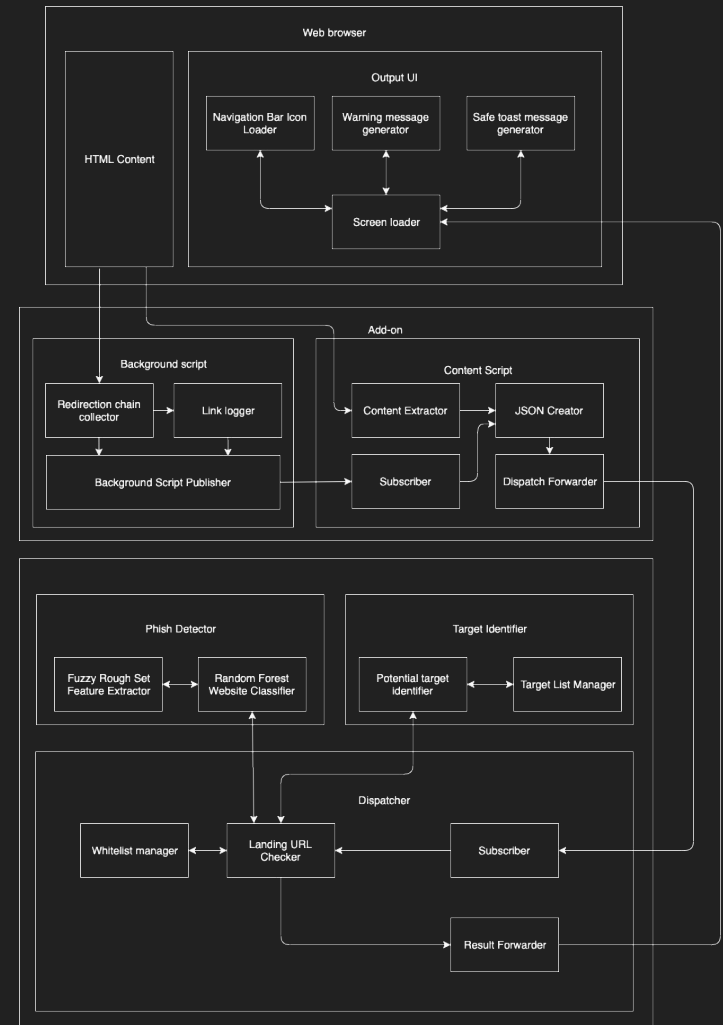 Web browser
Output UI
HTML Content
Navigation Bar Icon
Loader
Warning message
generator
Safe toast message
generator
Screen loader
Add-on
Background script
Redirection chain
collector
Link logger
Background Script Publisher
Content Script
Content Extractor
JSON Creator
Subscriber
Dispatch Forwarder
Phish Detector
Fuzzy Rough Set
Feature Extractor
Random Forest
Website Classifier
Target Identifier
Potential target
identifier
Target List Manager
Dispatcher
Whitelist manager
Landing URL
Checker
Subscriber
Result Forwarder